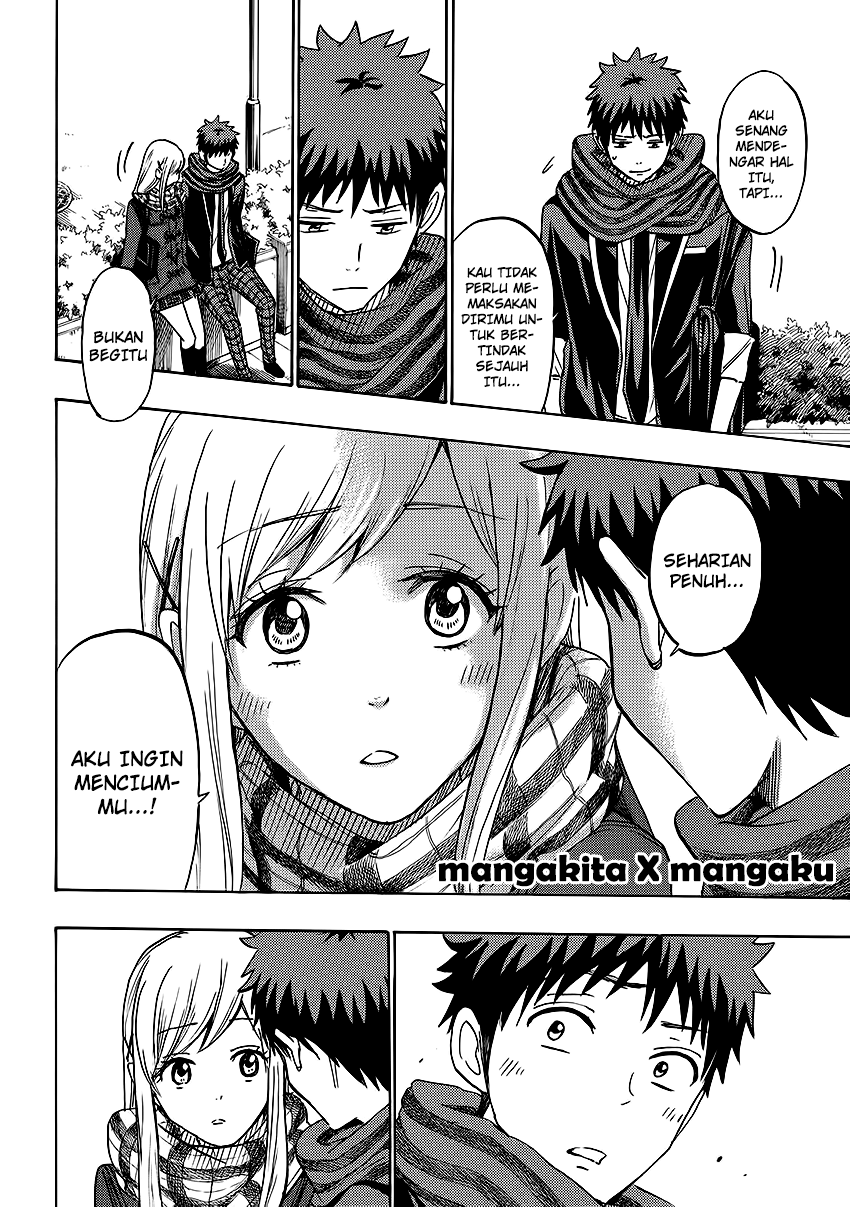 AKU
SENANG
MENDE-
NGAR HAL
ITU,
TAPI...
KAU TIDAK
PERLU ME-
MAKSAKAN
DIRIMU UN-
TUK BER-
TINDAK
SEJAUH
ITU...
BUKAN
BEGITU
SEHARIAN
PENUH...
AKU INGIN
MENCIUM-
MU...!
mangakita X mangaku